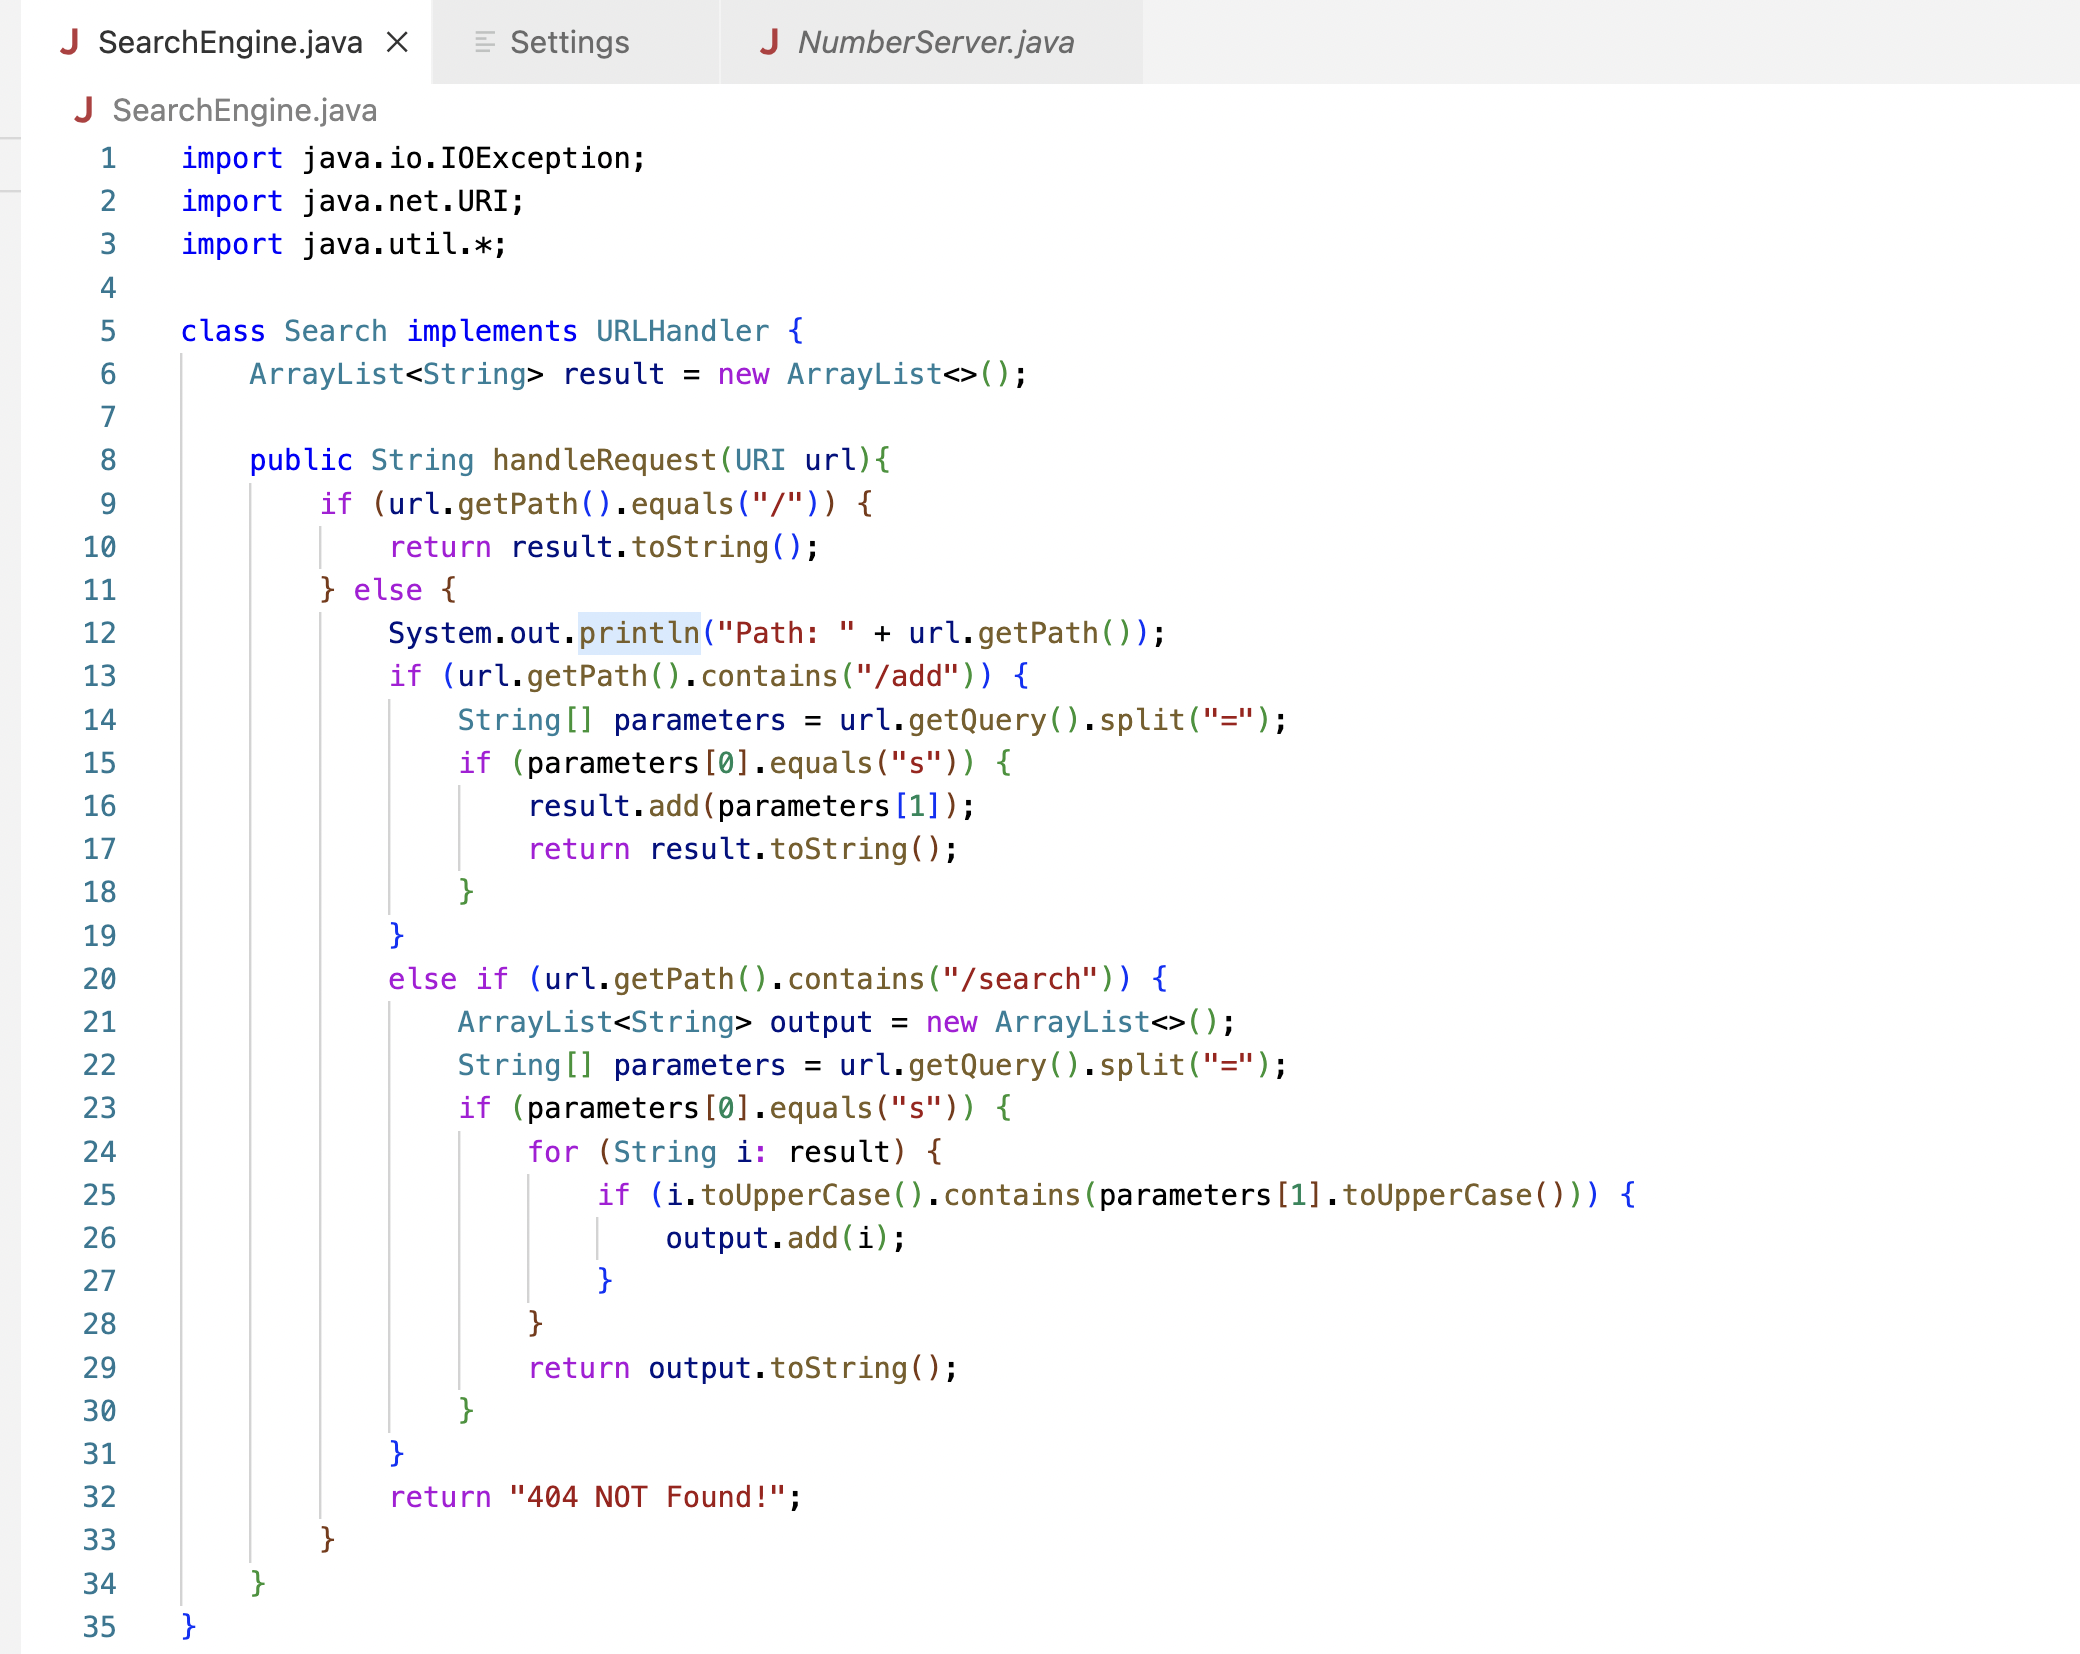 SearchEngine.java Settings NumberServer.java
SearchEngine.java
1 import java.io.IOException;
2 import java.net.URI;
3 import java.util.*;
4
5 class Search implements URLHandler {
6     ArrayList<String> result = new ArrayList<>();
7
8     public String handleRequest(URI url){
9         if (url.getPath().equals("/")) {
10             return result.toString();
11         } else {
12             System.out.println("Path: " + url.getPath());
13             if (url.getPath().contains("/add")) {
14                 String[] parameters = url.getQuery().split("=");
15                 if (parameters[0].equals("s")) {
16                     result.add(parameters[1]);
17                     return result.toString();
18                 }
19             }
20             else if (url.getPath().contains("/search")) {
21                 ArrayList<String> output = new ArrayList<>();
22                 String[] parameters = url.getQuery().split("=");
23                 if (parameters[0].equals("s")) {
24                     for (String i: result) {
25                         if (i.toUpperCase().contains(parameters[1].toUpperCase())) {
26                             output.add(i);
27                         }
28                     }
29                     return output.toString();
30                 }
31             }
32             return "404 NOT Found!";
33         }
34     }
35 }